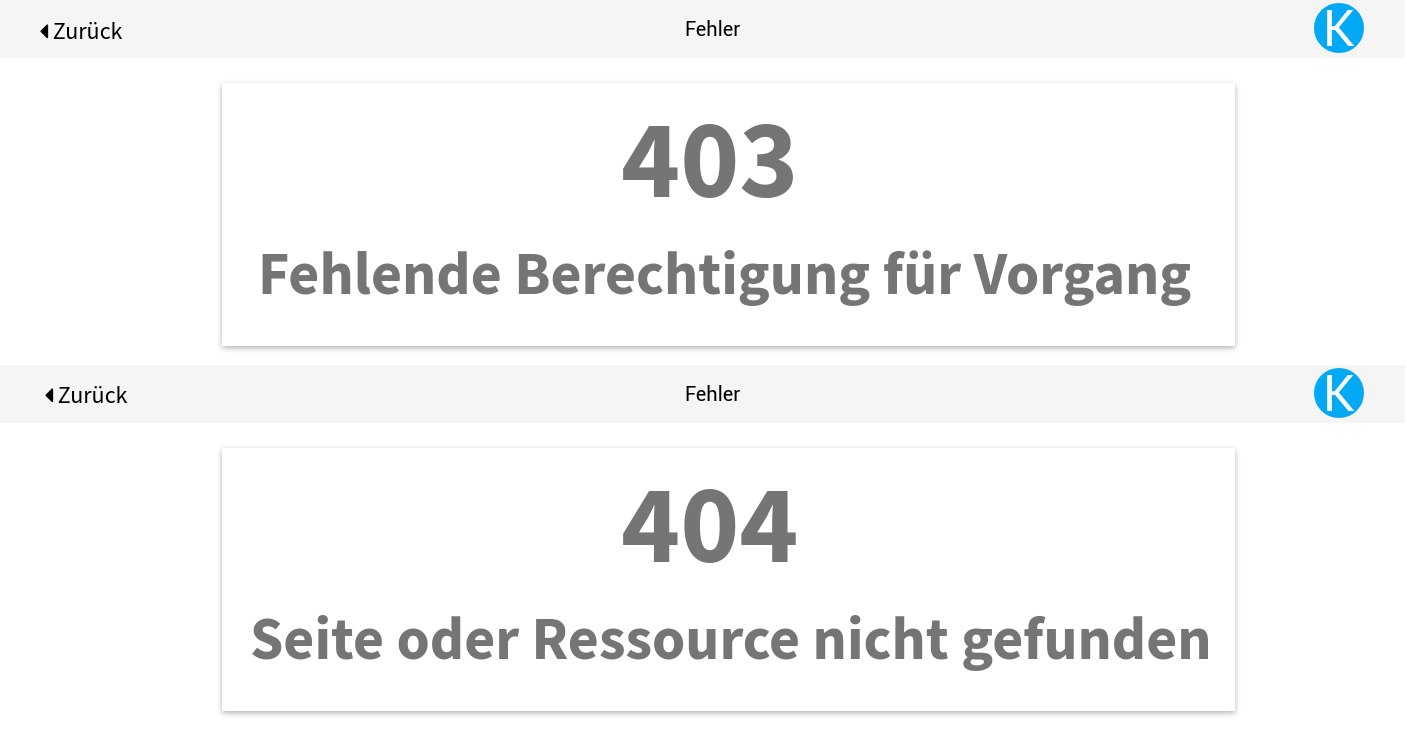 Zurück
Fehler
K
403
Fehlende Berechtigung für Vorgang
Zurück
Fehler
K
404
Seite oder Ressource nicht gefunden